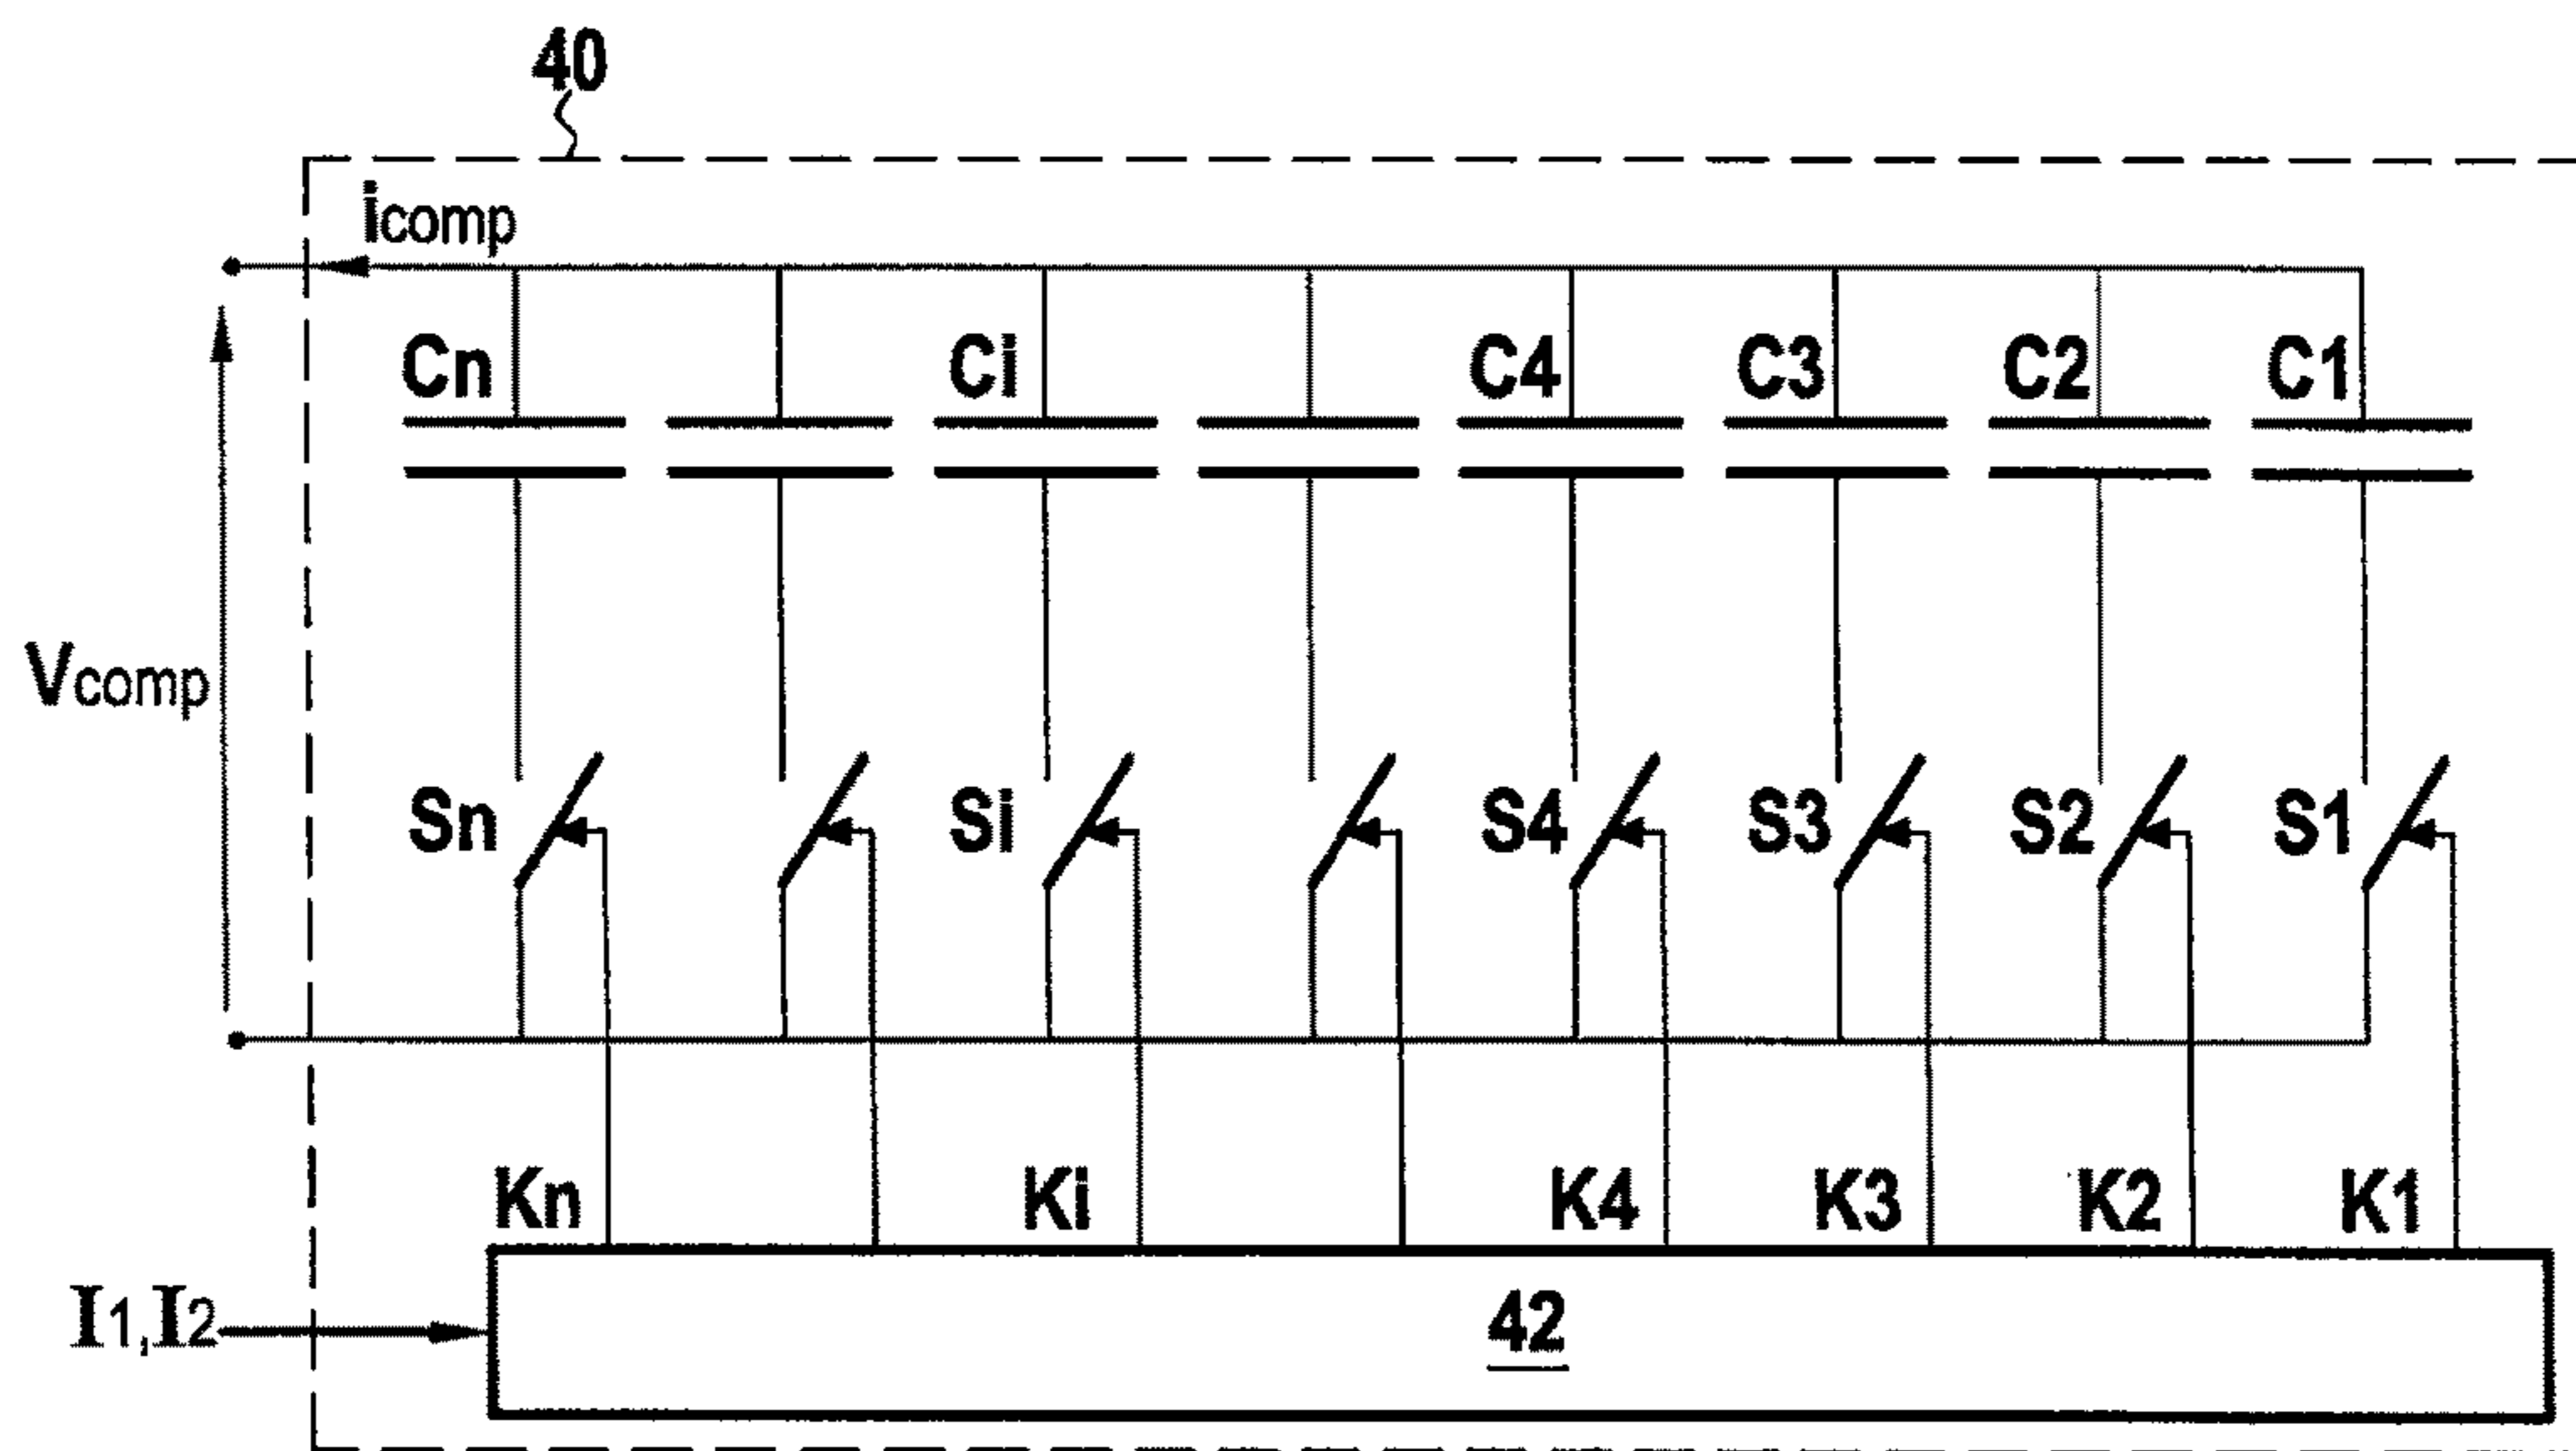 40
icomp
Cn Ci C4 C3 C2 C1
Vcomp
Sn Si S4 S3 S2 S1
Kn Ki K4 K3 K2 K1
I1,I2
42